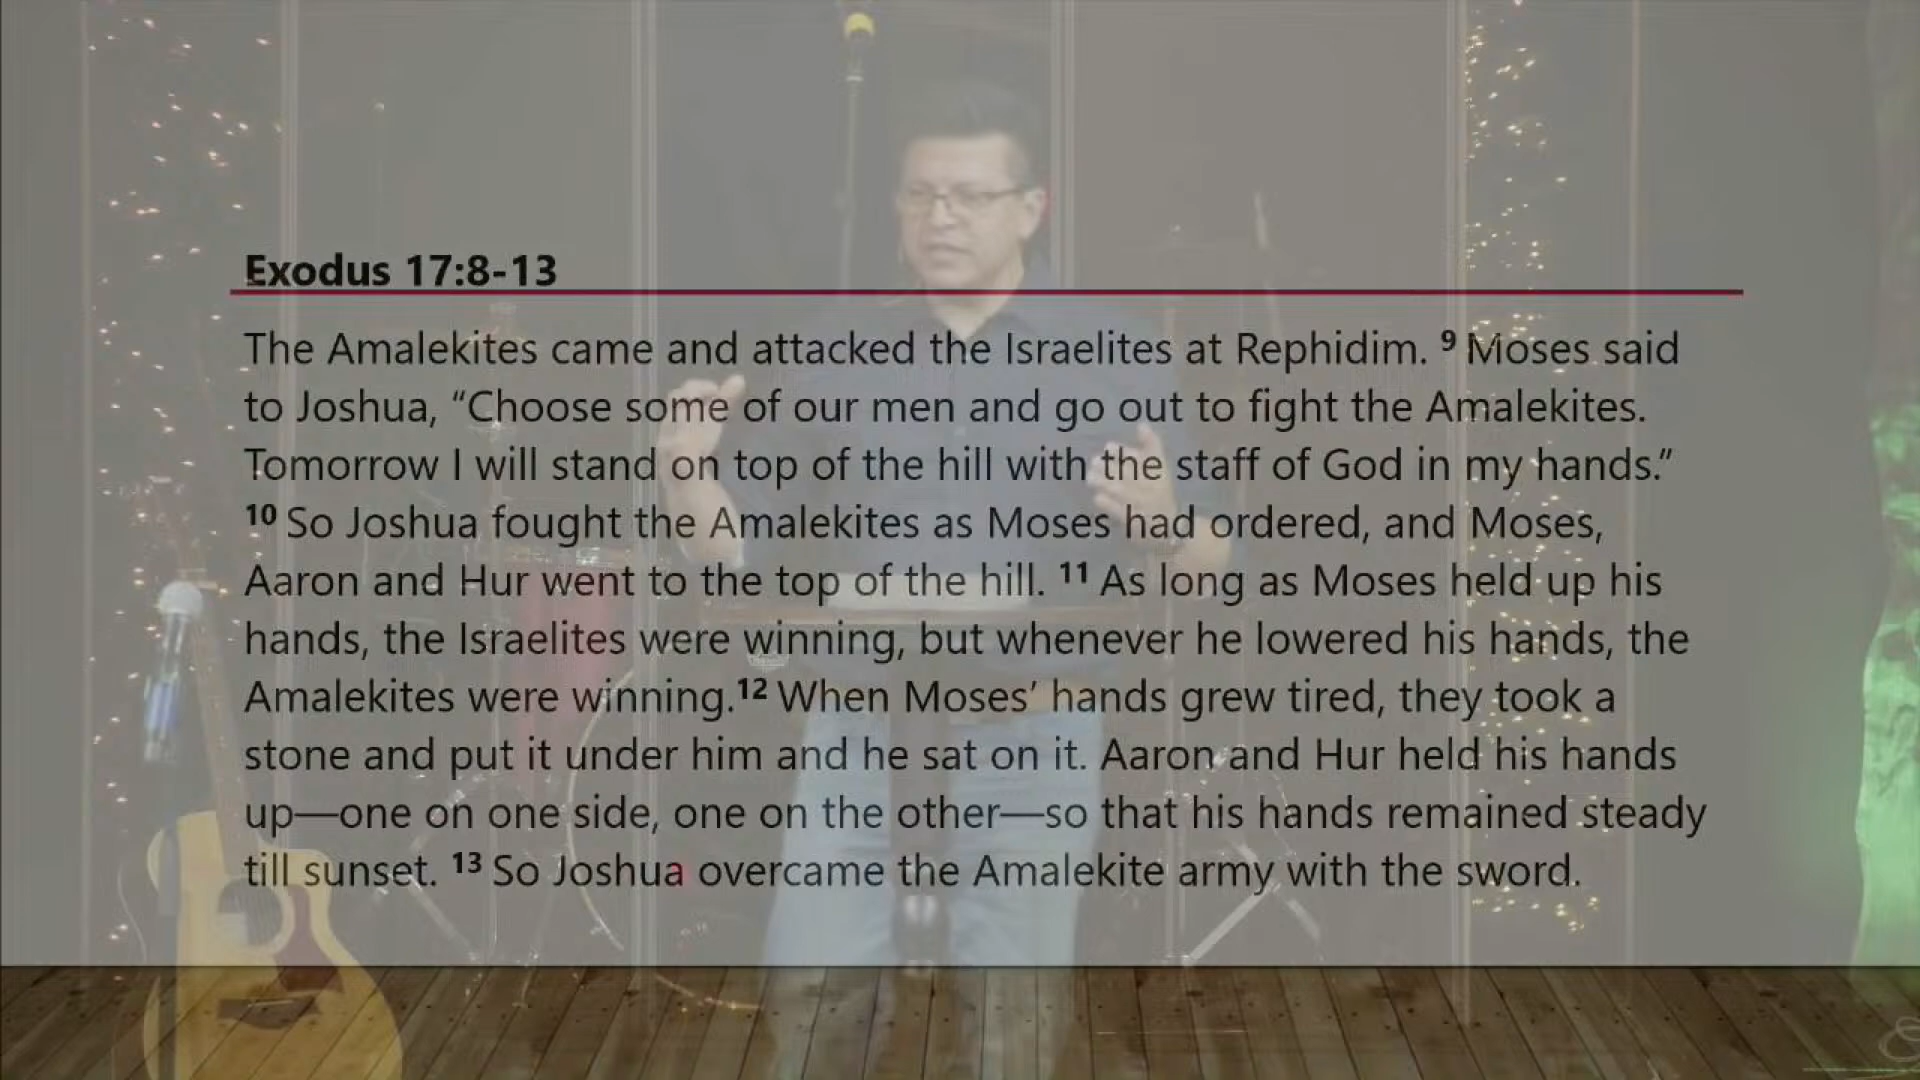 Exodus 17:8-13
The Amalekites came and attacked the Israelites at Rephidim. 9 Moses said
to Joshua, “Choose some of our men and go out to fight the Amalekites.
Tomorrow I will stand on top of the hill with the staff of God in my hands.”
10 So Joshua fought the Amalekites as Moses had ordered, and Moses,
Aaron and Hur went to the top of the hill. 11 As long as Moses held up his
hands, the Israelites were winning, but whenever he lowered his hands, the
Amalekites were winning.12 When Moses’ hands grew tired, they took a
stone and put it under him and he sat on it. Aaron and Hur held his hands
up—one on one side, one on the other—so that his hands remained steady
till sunset. 13 So Joshua overcame the Amalekite army with the sword.